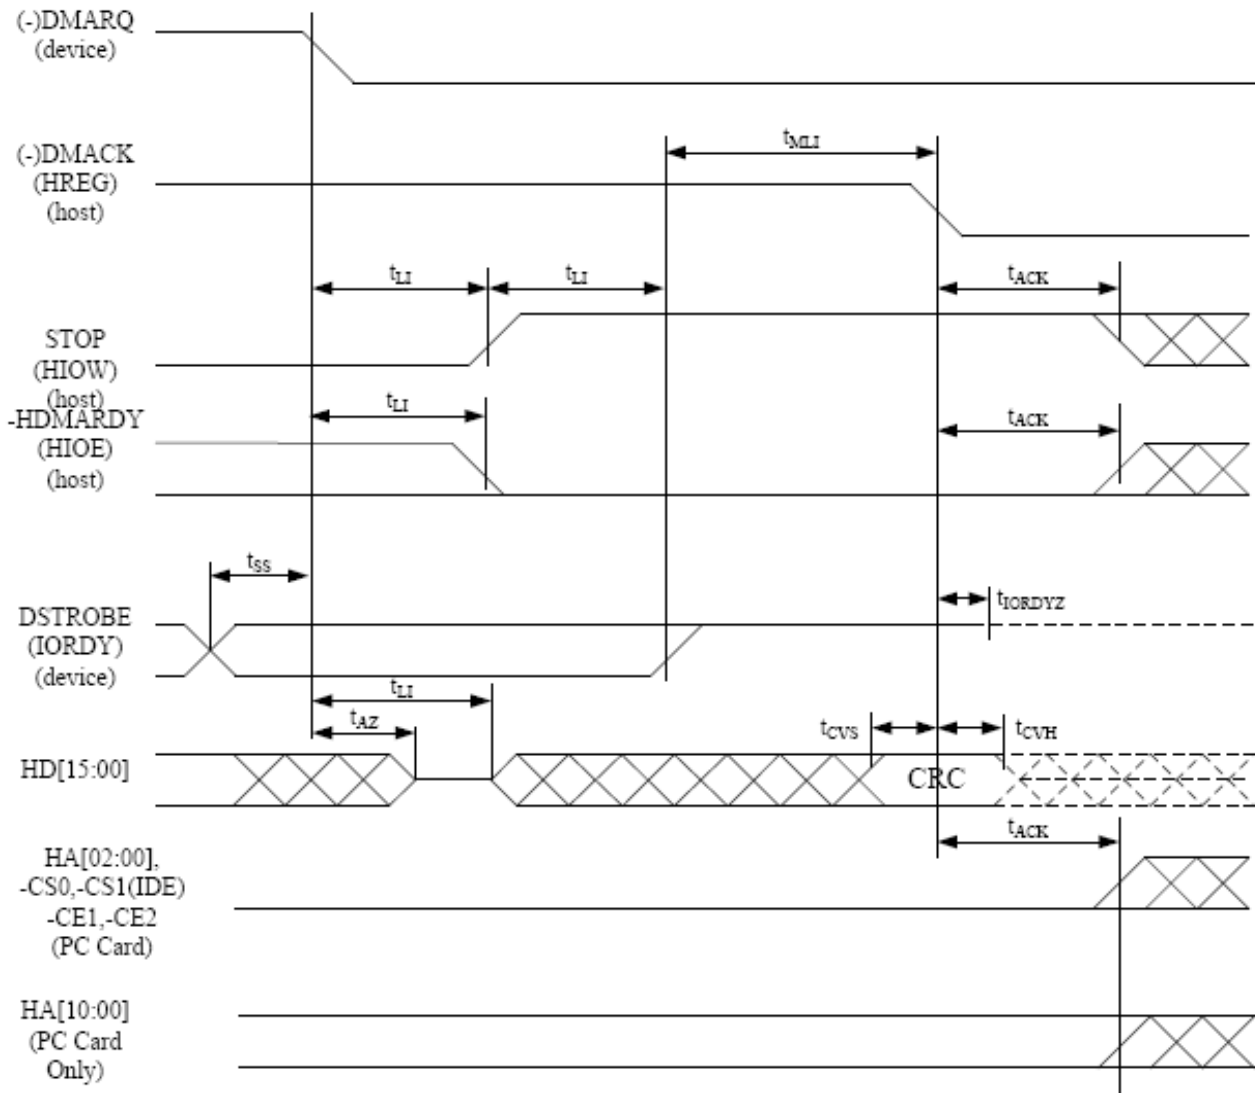 (-)DMARQ
(device)
(-)DMACK
(HREG)
(host)
tMLI
tLI
tLI
tACK
STOP
(HIOW)
(host)
-HDMARDY
(HIOE)
(host)
tLI
tACK
tSS
DSTROBE
(IORDY)
(device)
tIORDYZ
tLI
tAZ
tCVS
tCVH
HD[15:00]
CRC
tACK
HA[02:00],
-CS0,-CS1(IDE)
-CE1,-CE2
(PC Card)
HA[10:00]
(PC Card
Only)